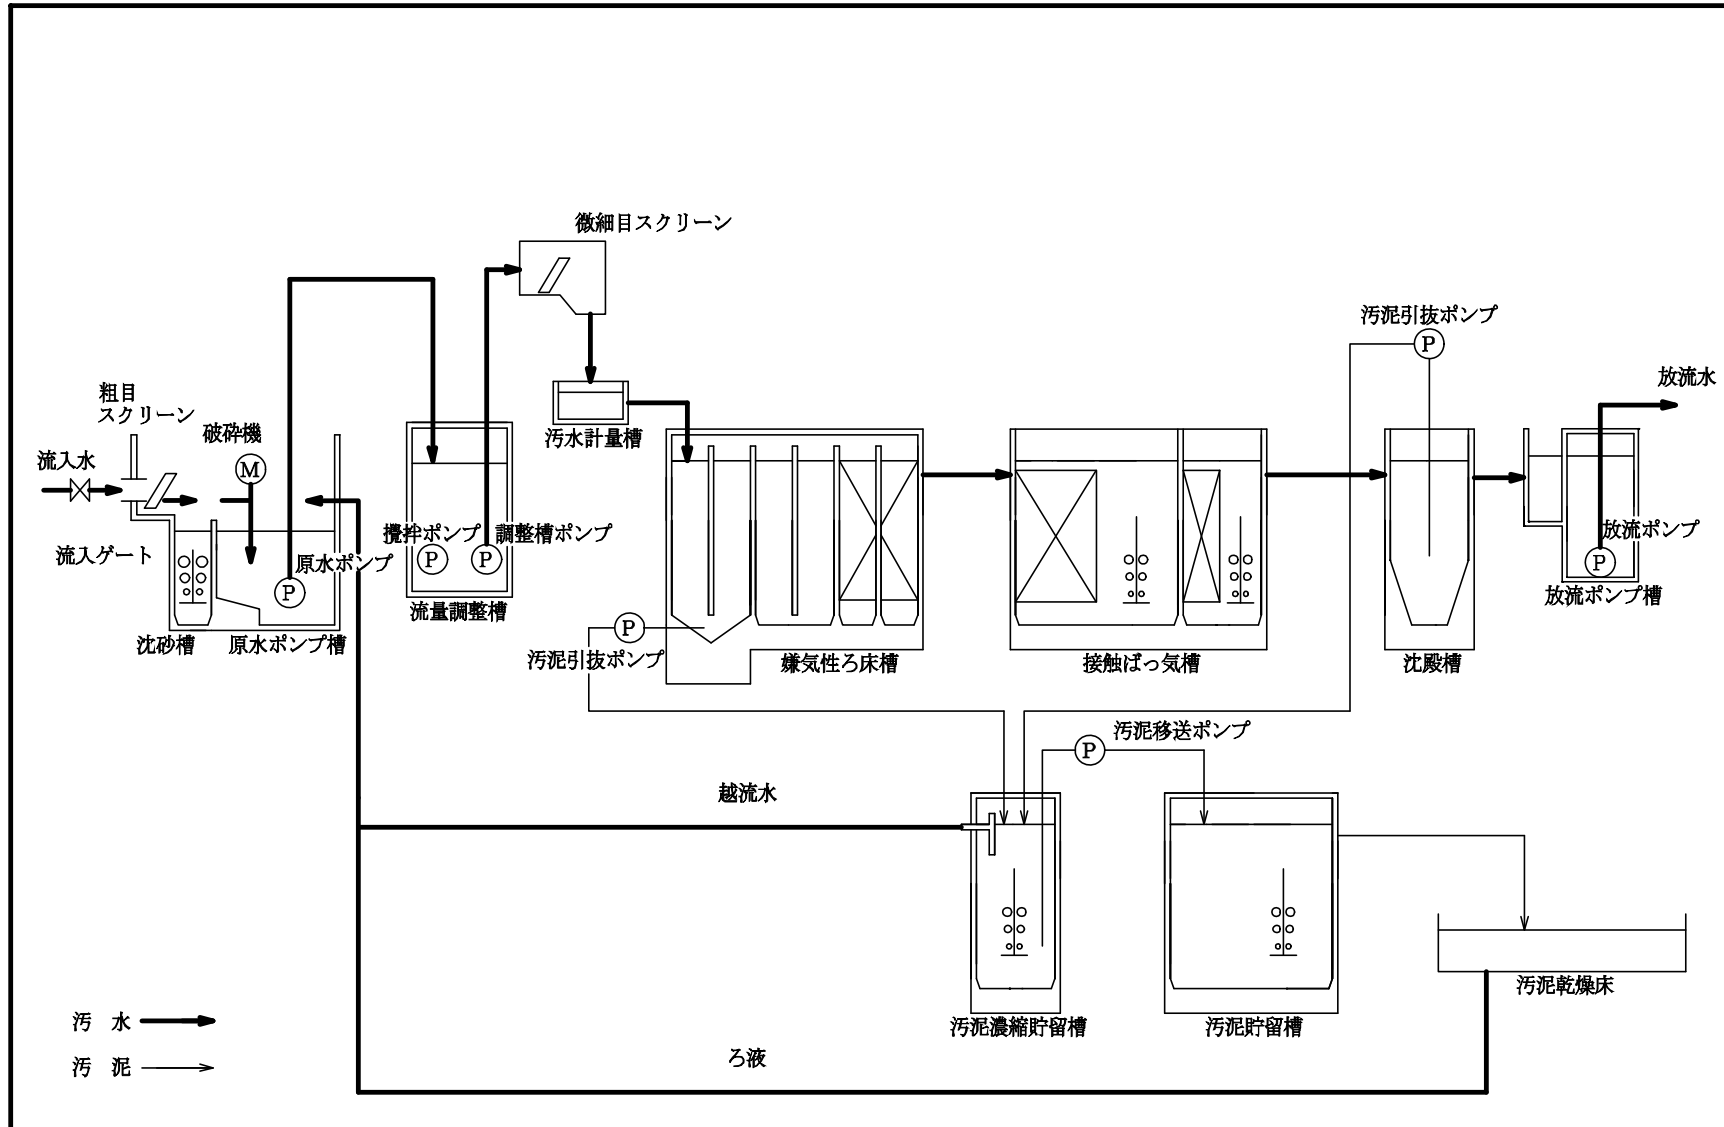 微細目スクリーン
汚泥引抜ポンプ
P
放流水
粗目
スクリーン
破砕機
汚水計量槽
流入水
M
攪拌ポンプ
調整槽ポンプ
放流ポンプ
流入ゲート
原水ポンプ
P
P
P
P
放流ポンプ槽
流量調整槽
沈砂槽
原水ポンプ槽
P
汚泥引抜ポンプ
嫌気性ろ床槽
接触ばっ気槽
沈殿槽
汚泥移送ポンプ
P
越流水
汚泥乾燥床
汚 水
汚泥濃縮貯留槽
汚泥貯留槽
ろ液
汚 泥